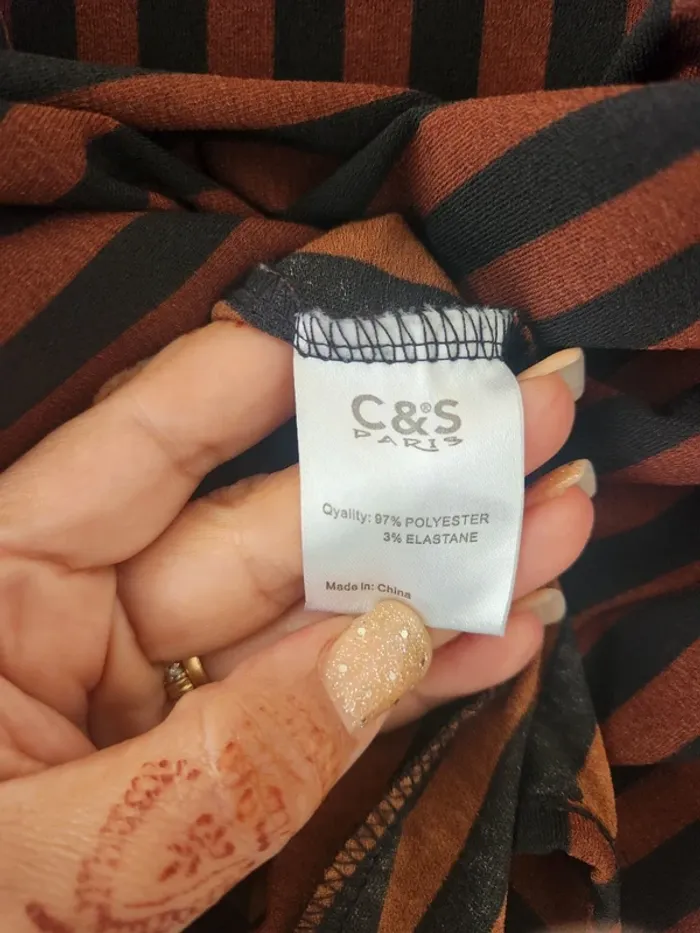 C&®S
PARIS
Qyality: 97% POLYESTER
3% ELASTANE
Made in: China